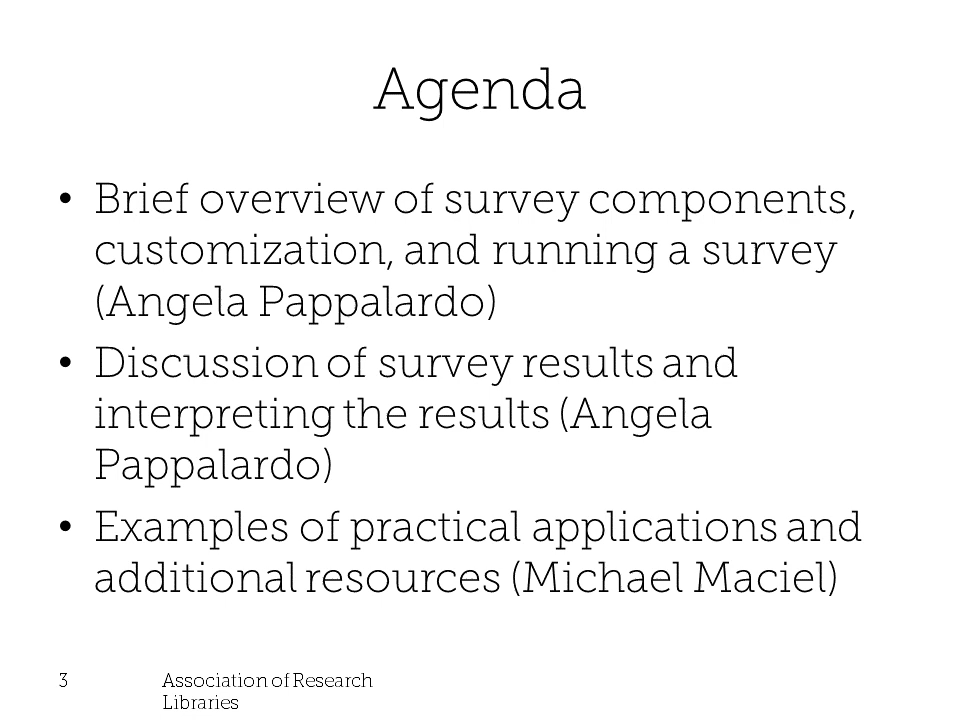 Agenda
• Brief overview of survey components,
customization, and running a survey
(Angela Pappalardo)
• Discussion of survey results and
interpreting the results (Angela
Pappalardo)
• Examples of practical applications and
additional resources (Michael Maciel)
3
Association of Research
Libraries